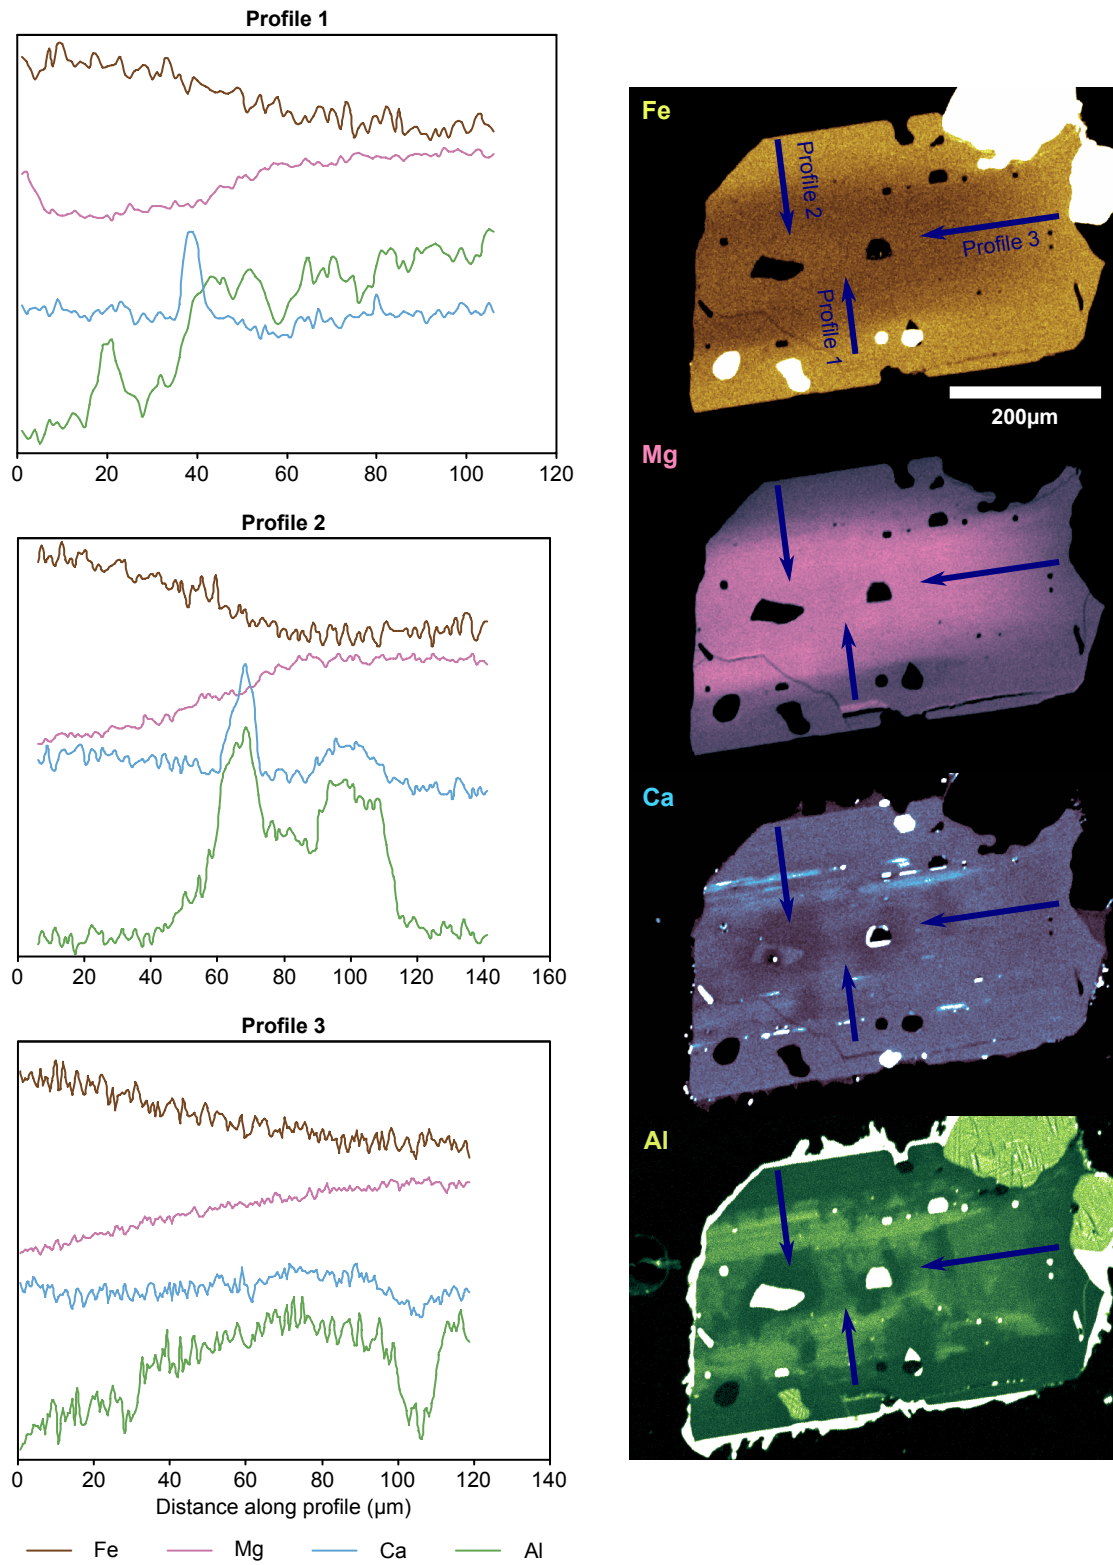 Profile 1
0 20 40 60 80 100 120
Profile 2
0 20 40 60 80 100 120 140 160
Profile 3
0 20 40 60 80 100 120 140
Distance along profile (µm)
Fe Mg Ca Al
Fe
Profile 2
Profile 3
Profile 1
200µm
Mg
Ca
Al